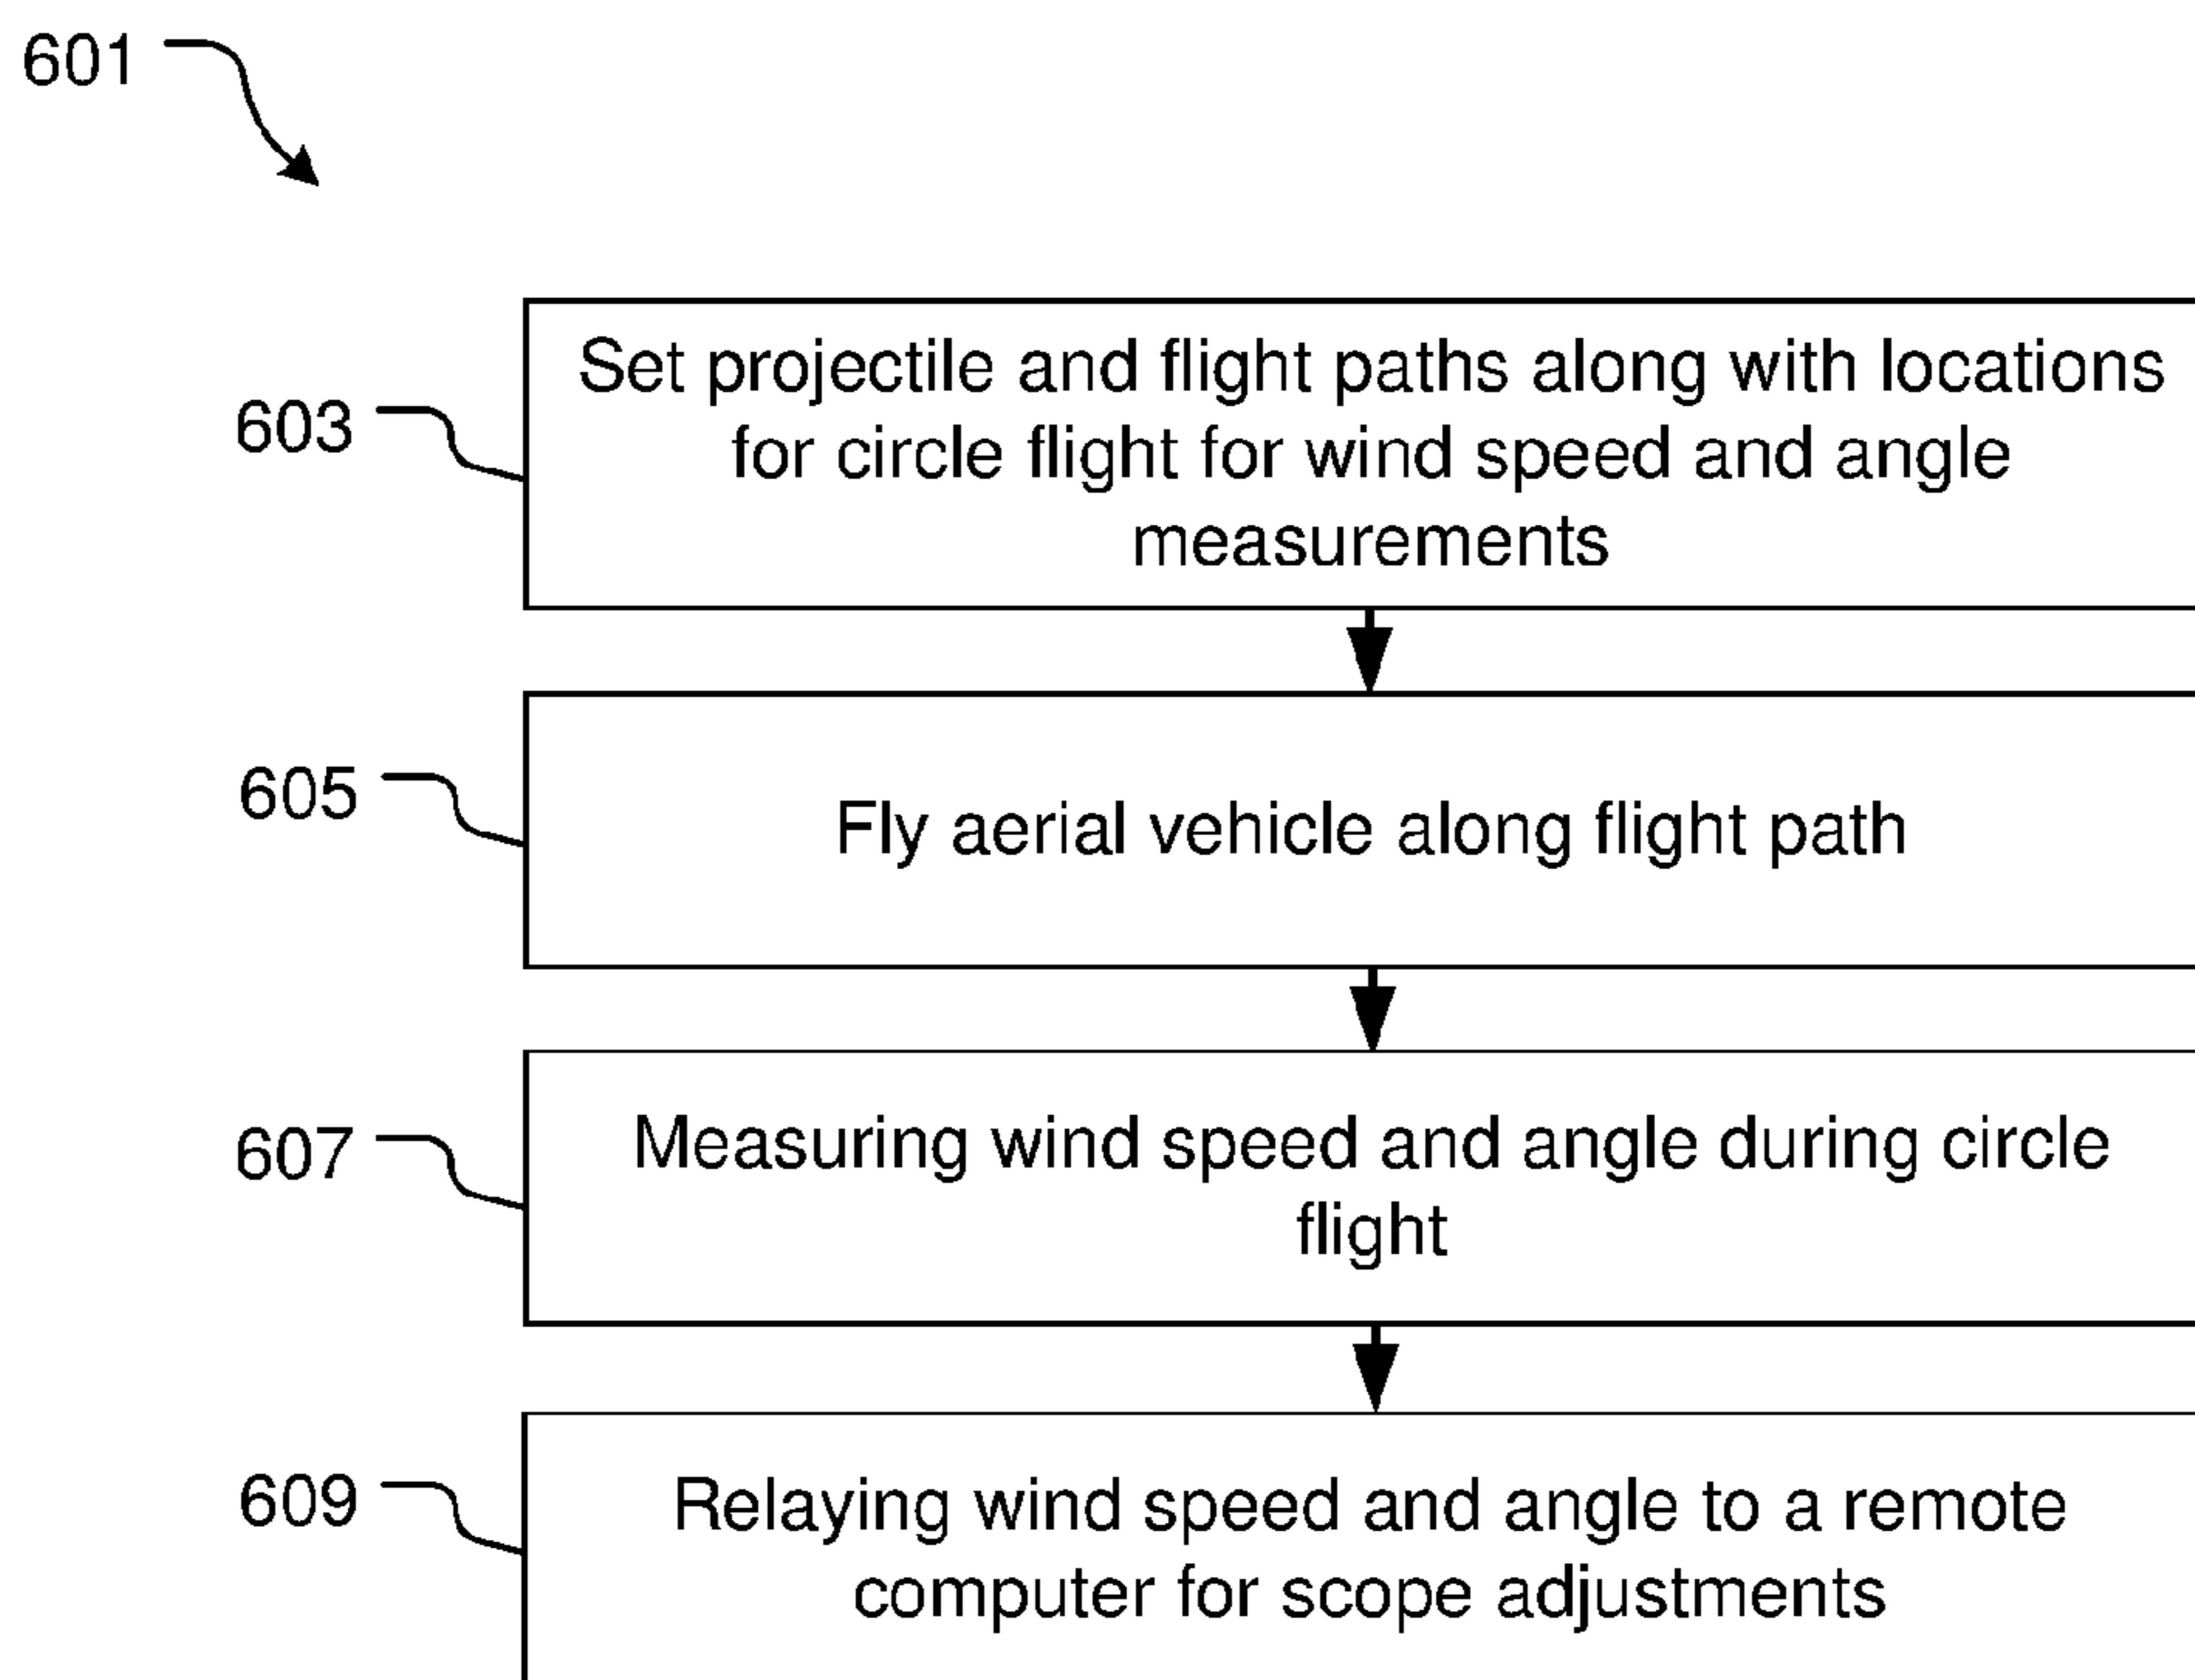 601
603
Set projectile and flight paths along with locations
for circle flight for wind speed and angle
measurements
605
Fly aerial vehicle along flight path
607
Measuring wind speed and angle during circle
flight
609
Relaying wind speed and angle to a remote
computer for scope adjustments